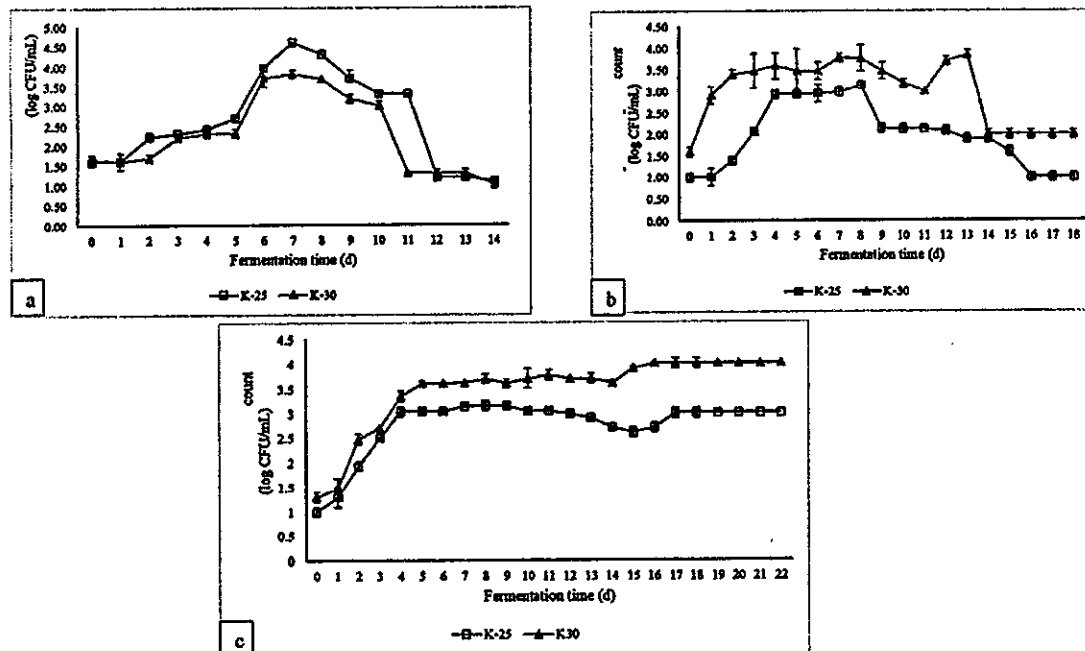 (log CFU/mL)
5.00
4.50
4.00
3.50
3.00
2.50
2.00
1.50
1.00
0.50
0.00
0 1 2 3 4 5 6 7 8 9 10 11 12 13 14
Fermentation time (d)
K-25 K-30
a
count
(log CFU/mL)
4.50
4.00
3.50
3.00
2.50
2.00
1.50
1.00
0.50
0.00
0 1 2 3 4 5 6 7 8 9 10 11 12 13 14 15 16 17 18
Fermentation time (d)
K-25 K-30
b
count
(log CFU/mL)
4.5
4
3.5
3
2.5
2
1.5
1
0.5
0
0 1 2 3 4 5 6 7 8 9 10 11 12 13 14 15 16 17 18 19 20 21 22
Fermentation time (d)
K-25 K30
c